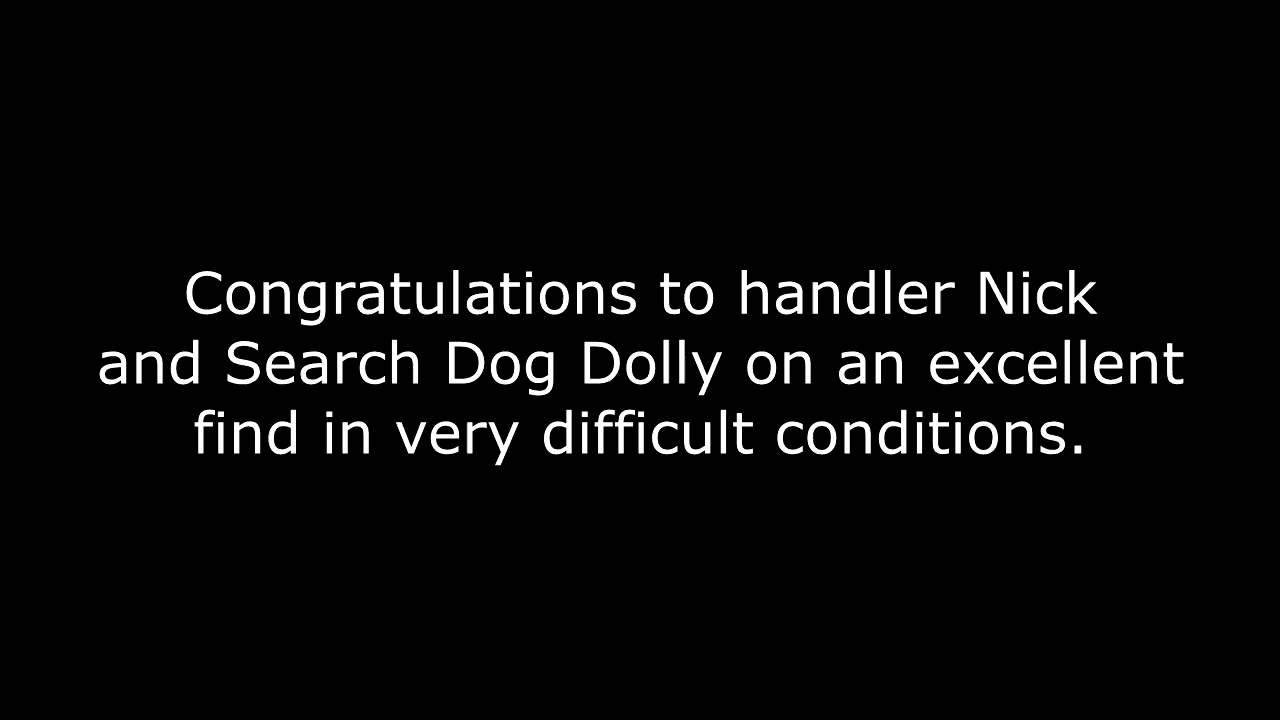 Congratulations to handler Nick
and Search Dog Dolly on an excellent
find in very difficult conditions.